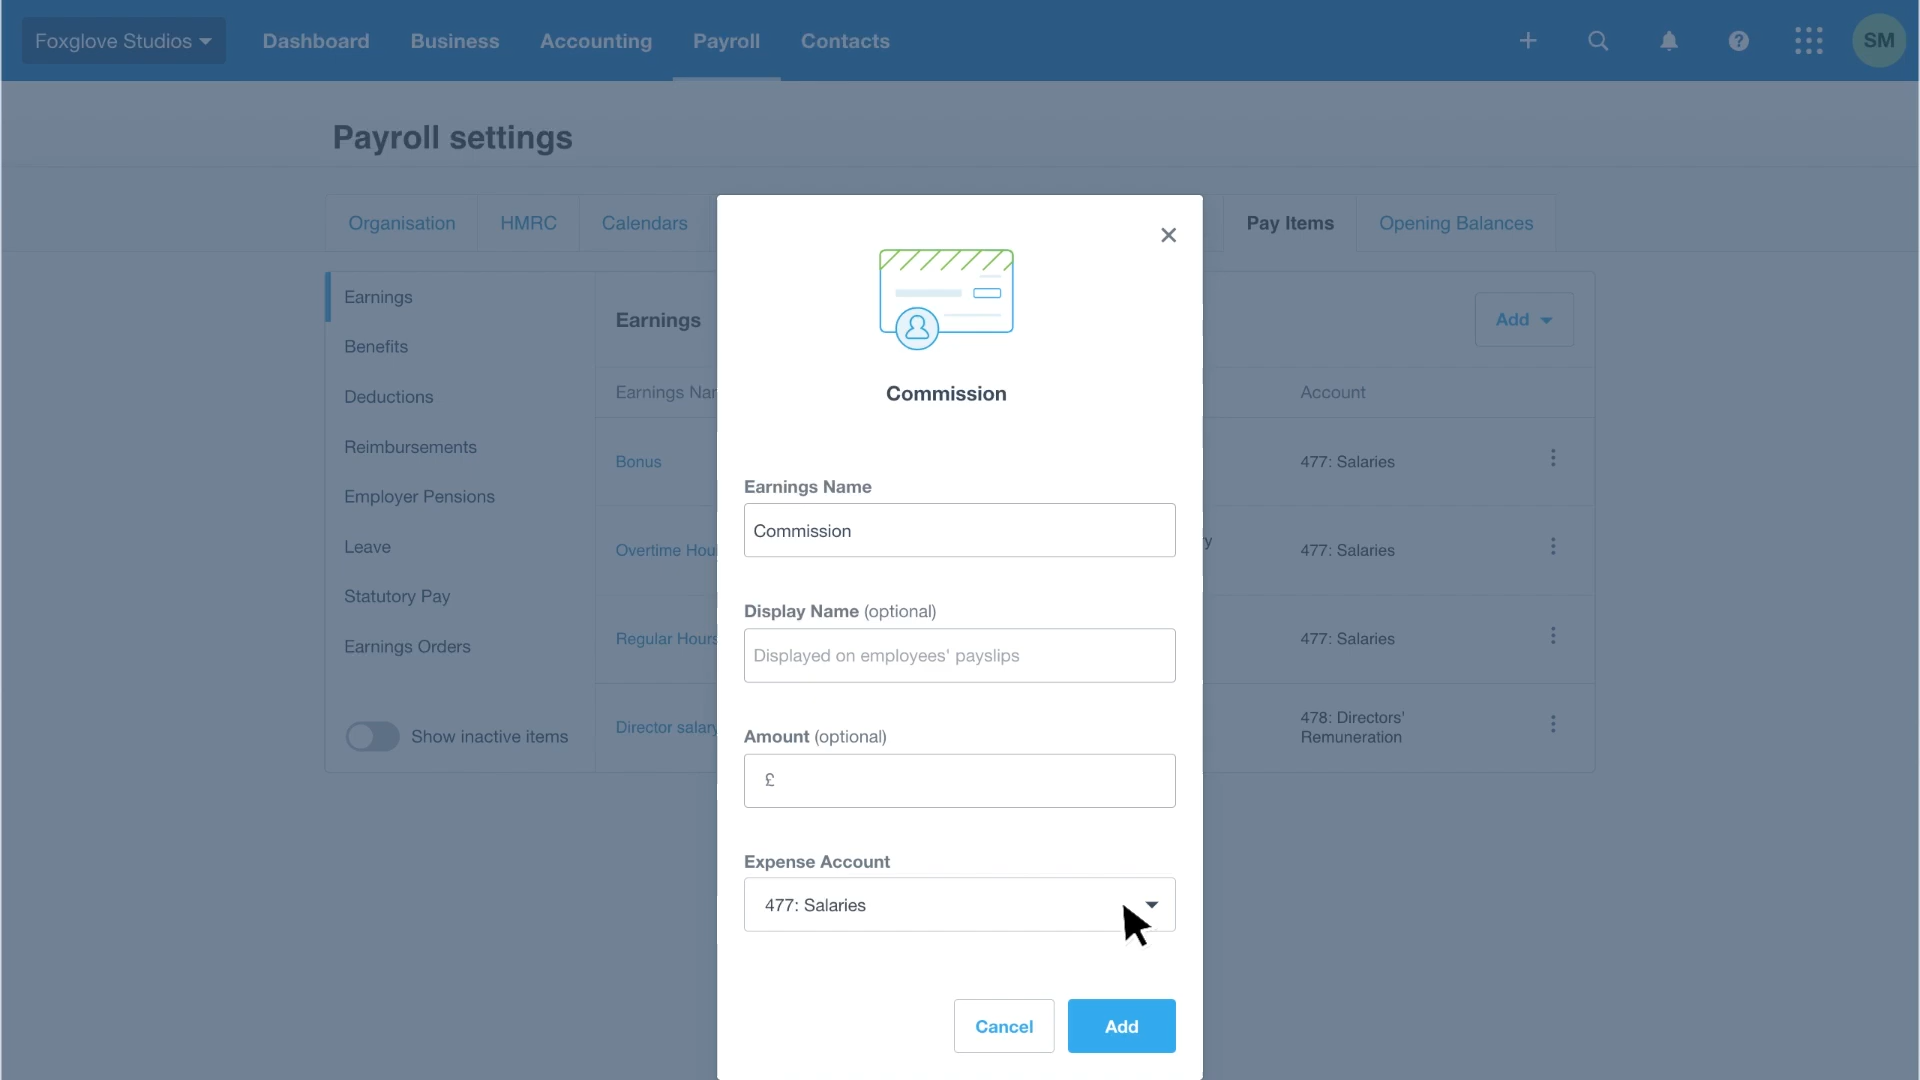 Foxglove Studios
Dashboard
Business
Accounting
Payroll
Contacts
SM
Payroll settings
Organisation
HMRC
Calendars
Pay Items
Opening Balances
Earnings
Benefits
Deductions
Reimbursements
Employer Pensions
Leave
Statutory Pay
Earnings Orders
Show inactive items
Earnings
Add
Earnings Nar
Account
Bonus
477: Salaries
Overtime Hou
ry
477: Salaries
Regular Hours
477: Salaries
Director salary
478: Directors'
Remuneration
Commission
Earnings Name
Commission
Display Name (optional)
Displayed on employees' payslips
Amount (optional)
£
Expense Account
477: Salaries
Cancel
Add